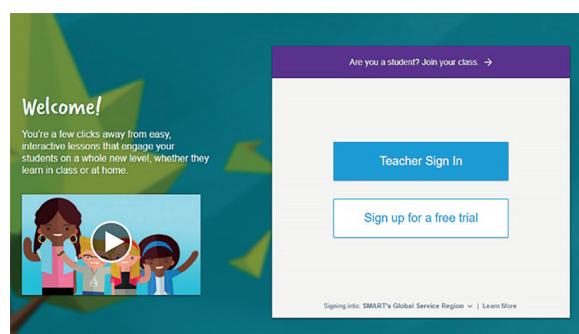 Are you a student? Join your class. →
Welcome!
You're a few clicks away from easy,
interactive lessons that engage your
students on a whole new level, whether they
learn in class or at home.
Teacher Sign In
Sign up for a free trial
Signing into: SMART's Global Service Region | Learn More